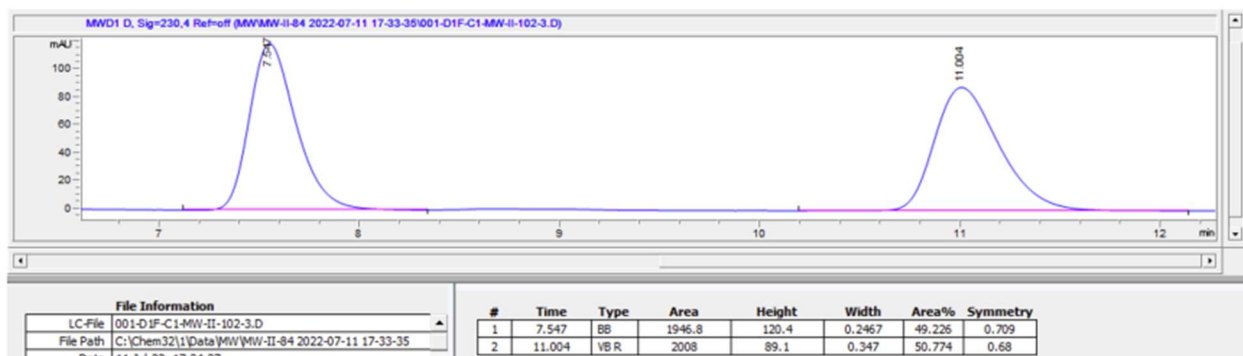 MWD1 D, Sig=230,4 Ref=off (MW\MW-II-84 2022-07-11 17-33-35\001-D1F-C1-MW-II-102-3.D)
mAU
100
80
60
40
20
0
7.547
11.004
7 8 9 10 11 12 min
File Information
LC-File 001-D1F-C1-MW-II-102-3.D
File Path C:\Chem32\1\Data\MW\MW-II-84 2022-07-11 17-33-35
# Time Type Area Height Width Area% Symmetry
1 7.547 BB 1946.8 120.4 0.2467 49.226 0.709
2 11.004 VB R 2008 89.1 0.347 50.774 0.68